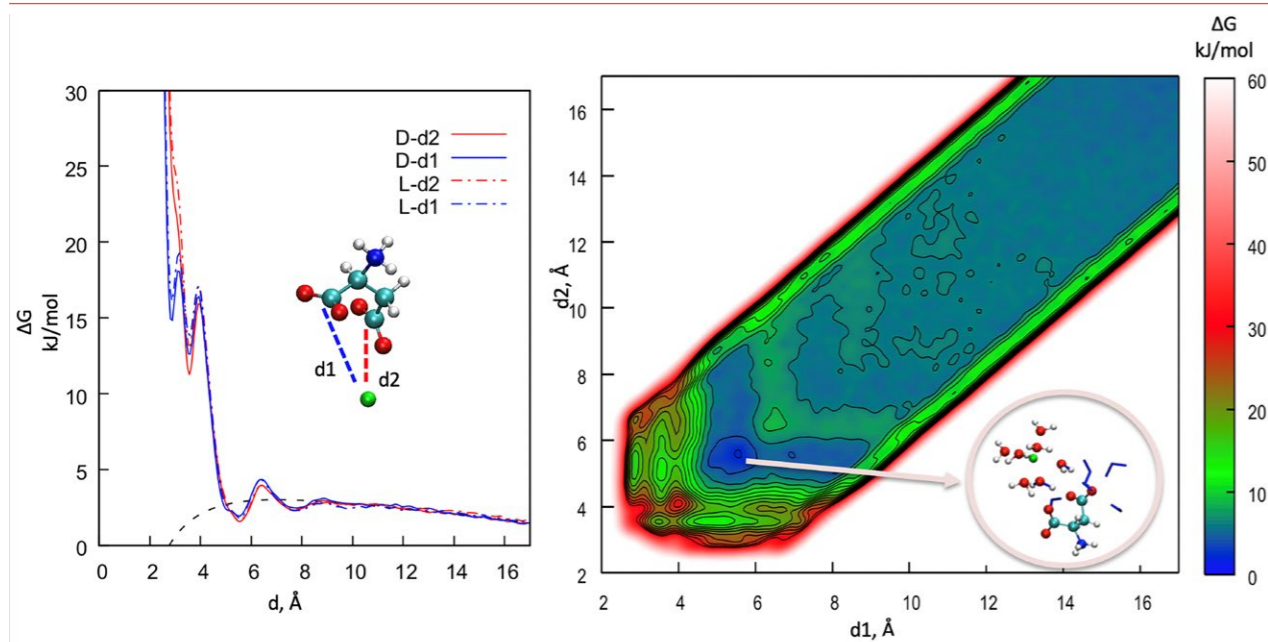 ΔG
kJ/mol
30
25
20
15
10
5
0
0 2 4 6 8 10 12 14 16
d, Å
D-d2
D-d1
L-d2
L-d1
d1
d2
16
14
12
10
8
6
4
2
d2, Å
2 4 6 8 10 12 14 16
d1, Å
ΔG
kJ/mol
60
50
40
30
20
10
0